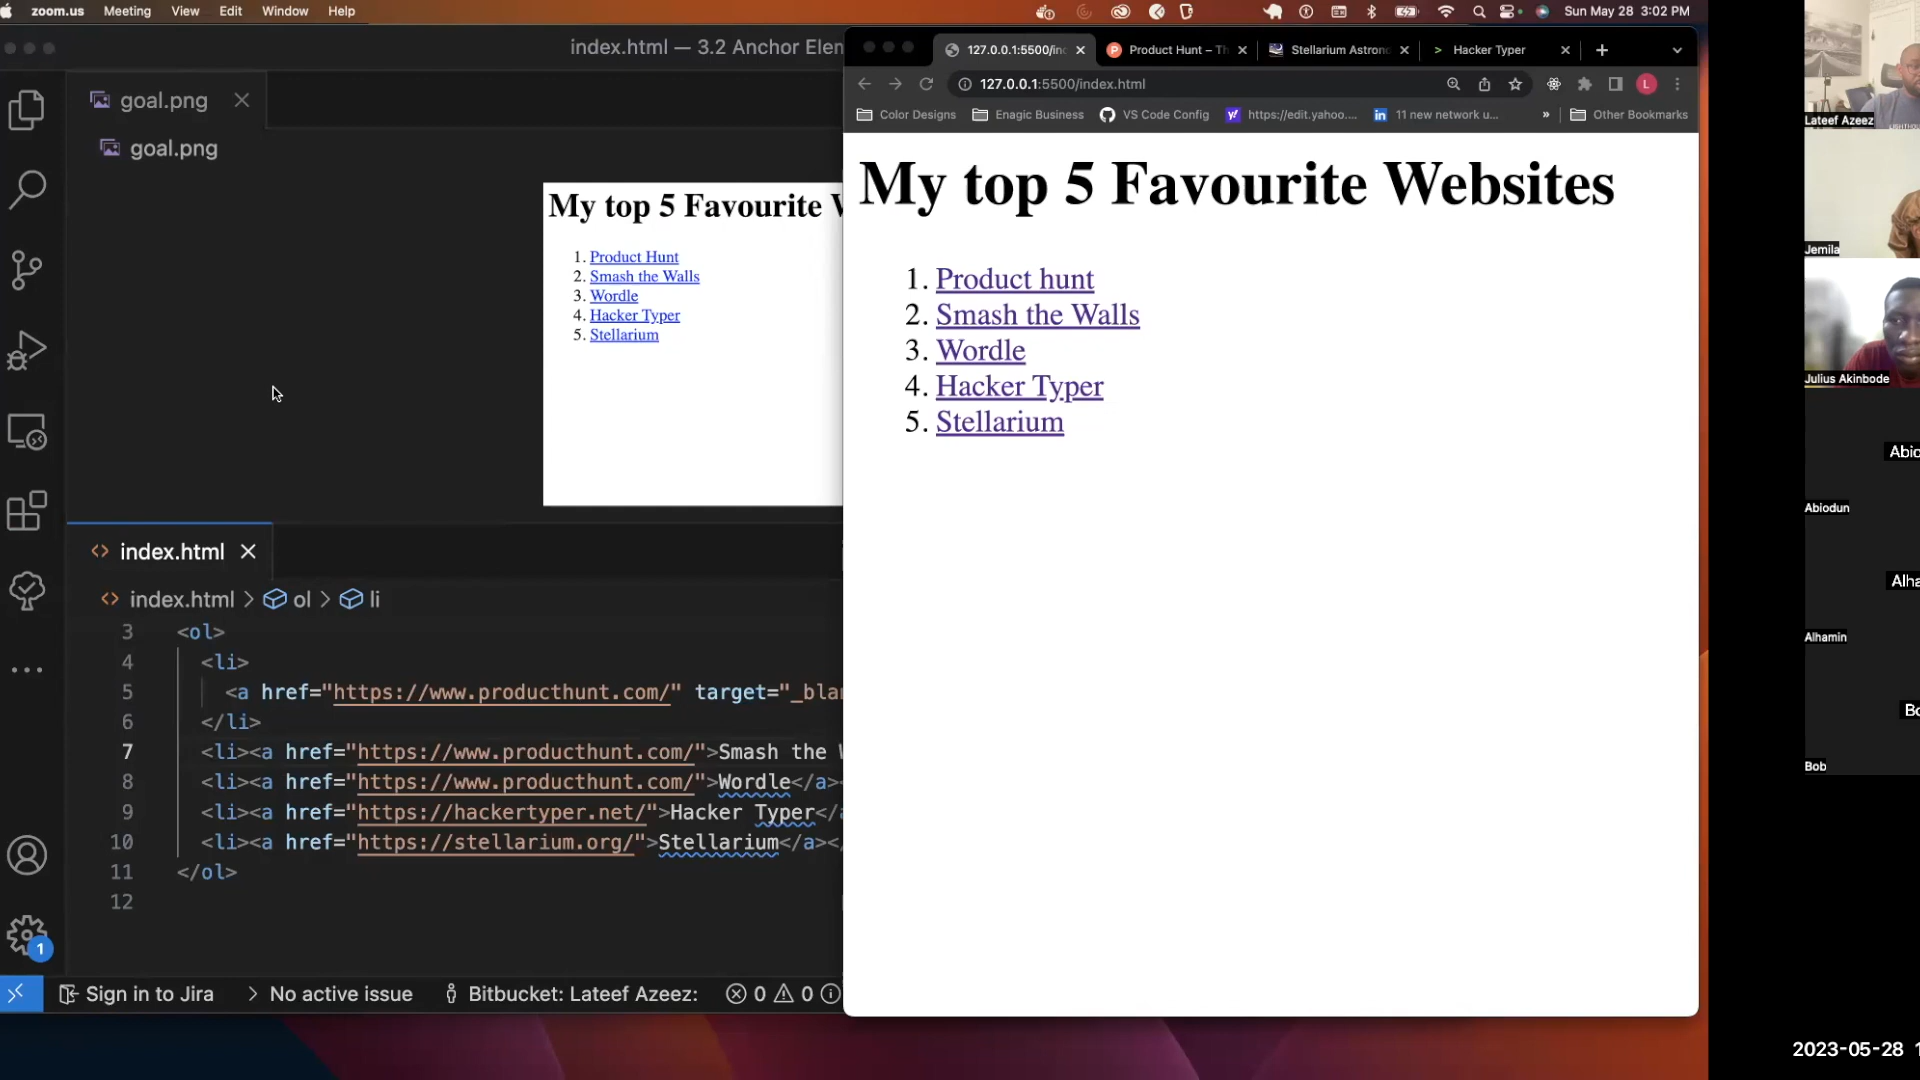 zoom.us Meeting View Edit Window Help
Sun May 28 3:02 PM
index.html — 3.2 Anchor Elen
goal.png
goal.png
My top 5 Favourite
1. Product Hunt
2. Smash the Walls
3. Wordle
4. Hacker Typer
5. Stellarium
index.html
index.html > ol > li
3 <ol>
4 <li>
5 <a href="https://www.producthunt.com/" target="_blan
6 </li>
7 <li><a href="https://www.producthunt.com/">Smash the
8 <li><a href="https://www.producthunt.com/">Wordle</a>
9 <li><a href="https://hackertyper.net/">Hacker Typer</
10 <li><a href="https://stellarium.org/">Stellarium</a></
11 </ol>
12
1
Sign in to Jira > No active issue Bitbucket: Lateef Azeez: 0 0
127.0.0.1:5500/in Product Hunt – Th Stellarium Astron > Hacker Typer
127.0.0.1:5500/index.html L
Color Designs Enagic Business VS Code Config https://edit.yahoo.... 11 new network u... » Other Bookmarks
My top 5 Favourite Websites
1. Product hunt
2. Smash the Walls
3. Wordle
4. Hacker Typer
5. Stellarium
Lateef Azeez
Jemila
Julius Akinbode
Abio
Abiodun
Alha
Alhamin
Bo
Bob
2023-05-28 1